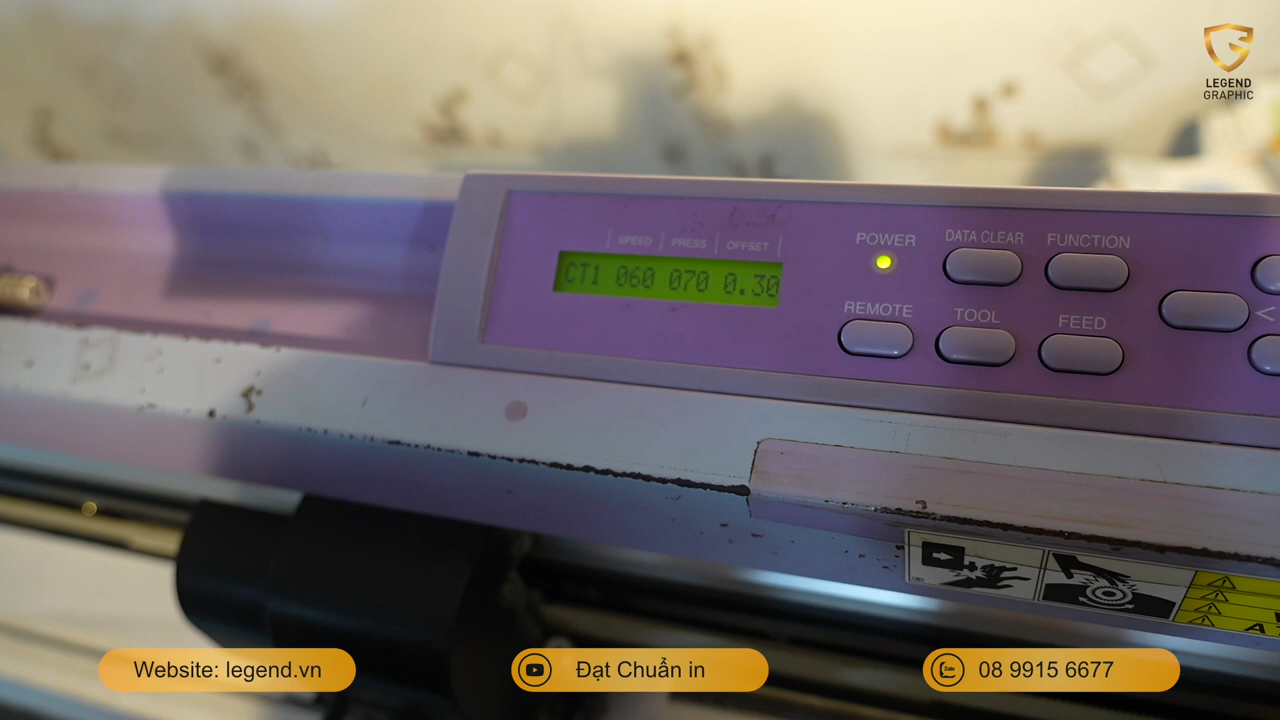 LEGEND
GRAPHIC
SPEED PRESS OFFSET
CT1 060 070 0.30
POWER
DATA CLEAR
FUNCTION
REMOTE
TOOL
FEED
<
Website: legend.vn
Đạt Chuẩn in
08 9915 6677